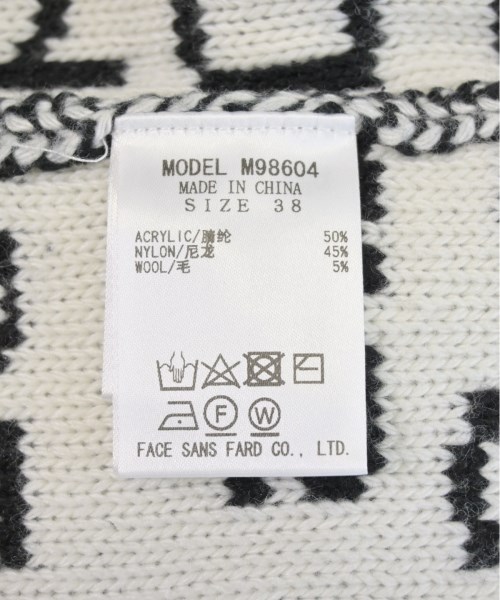 MODEL M98604
MADE IN CHINA
SIZE 38
ACRYLIC/腈纶 50%
NYLON/尼龙 45%
WOOL/毛 5%
F W
FACE SANS FARD CO., LTD.